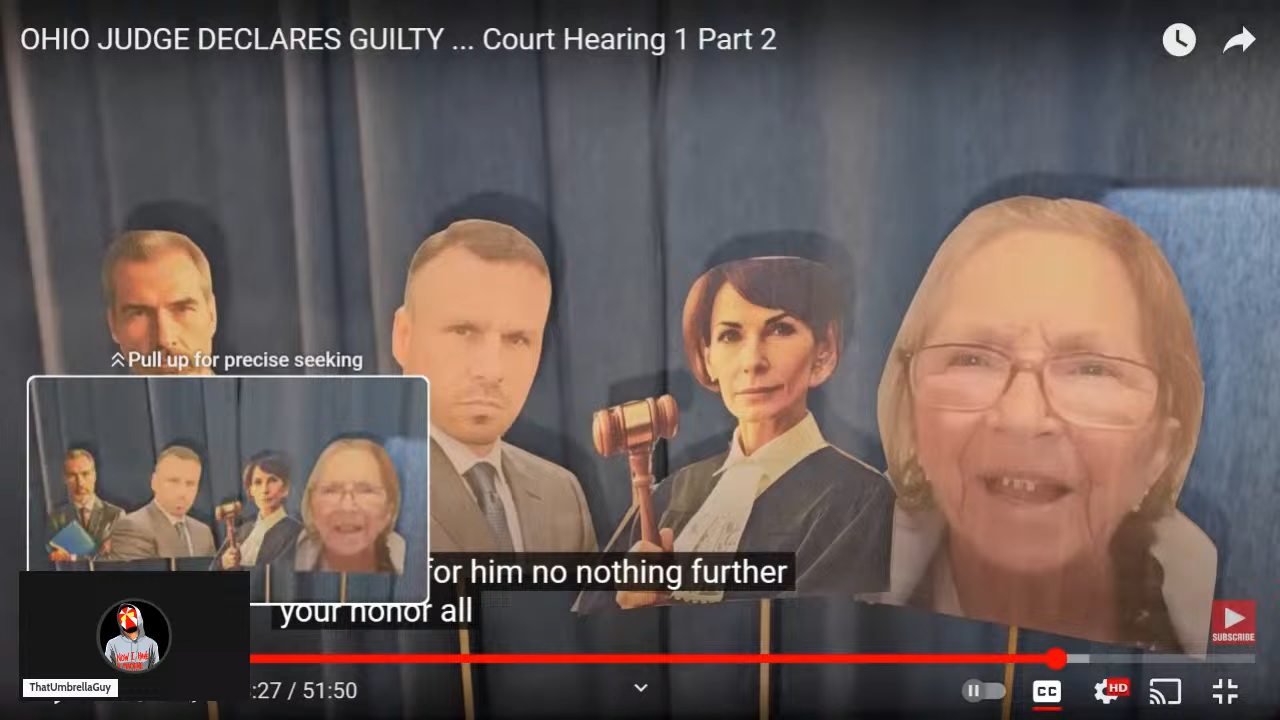 OHIO JUDGE DECLARES GUILTY ... Court Hearing 1 Part 2
Pull up for precise seeking
for him no nothing further
your honor all
SUBSCRIBE
ThatUmbrellaGuy
:27 / 51:50
CC
HD